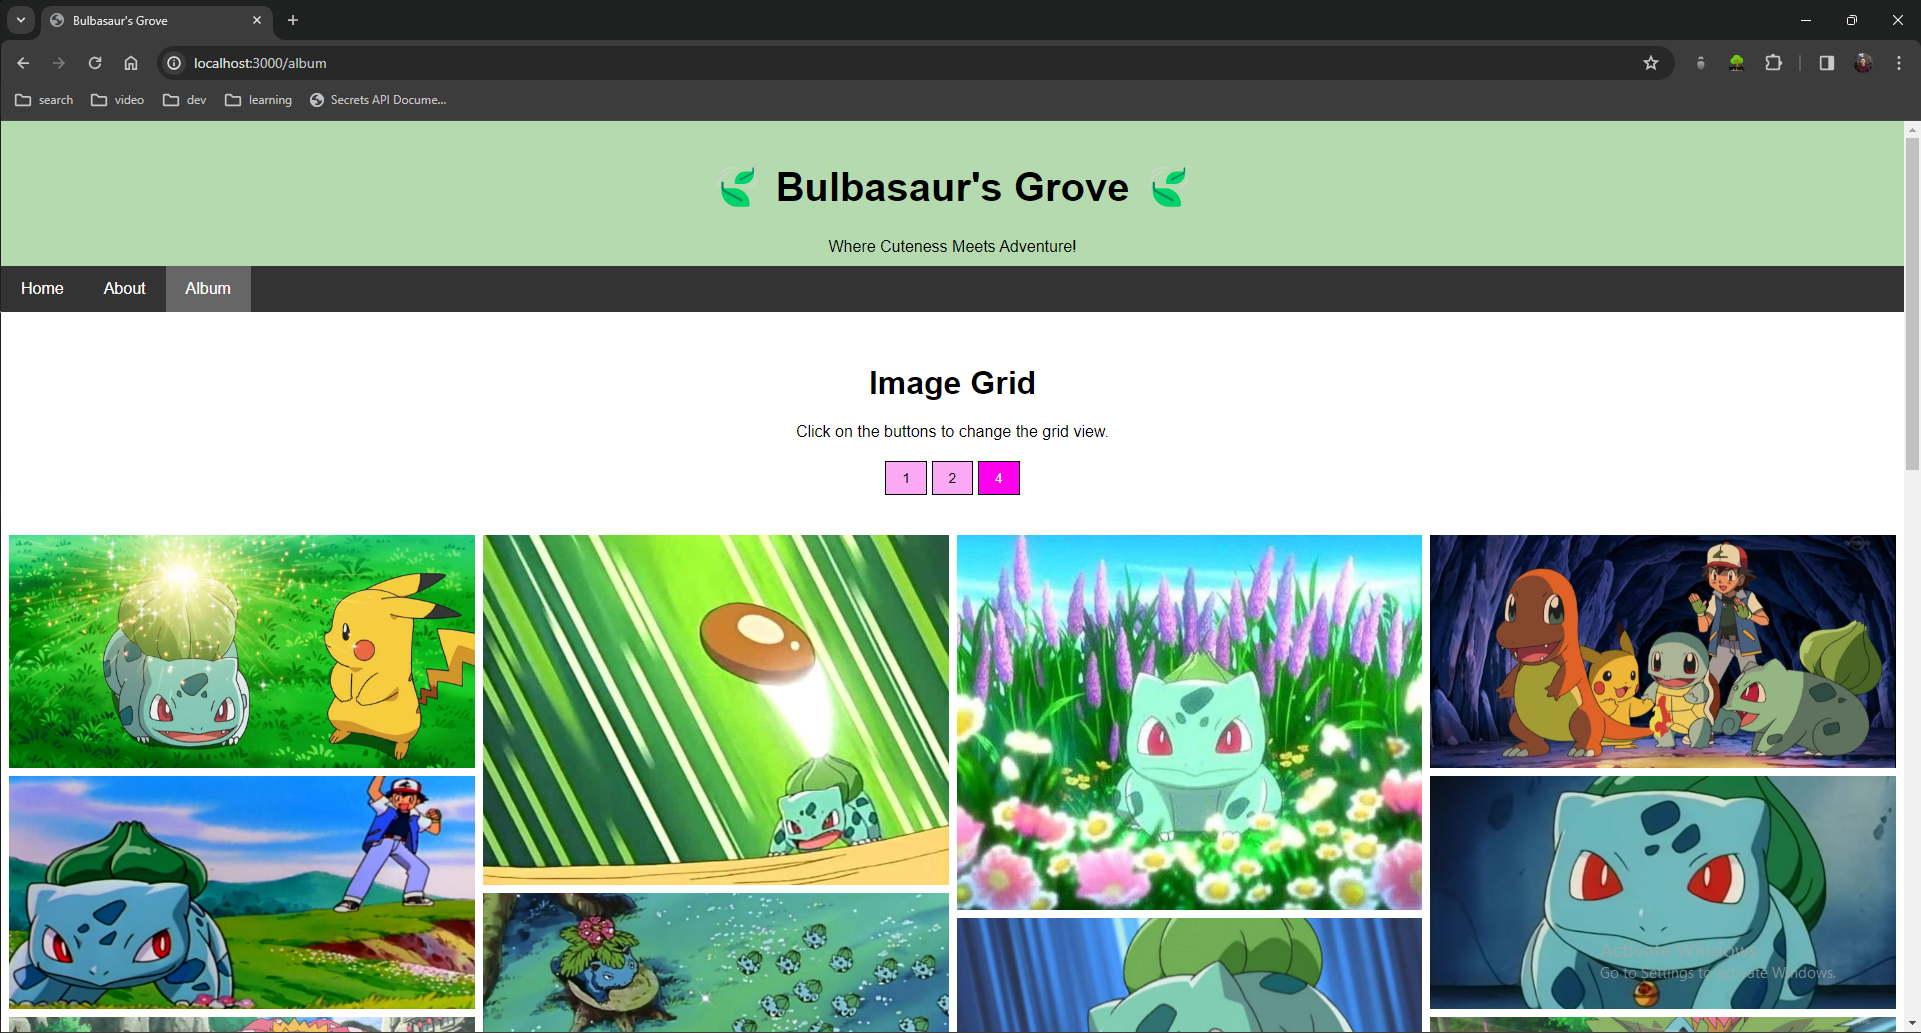 Bulbasaur's Grove
localhost:3000/album
search video dev learning Secrets API Docume...
Bulbasaur's Grove
Where Cuteness Meets Adventure!
Home About Album
Image Grid
Click on the buttons to change the grid view.
1 2 4
Activate Windows
Go to Settings to activate Windows.